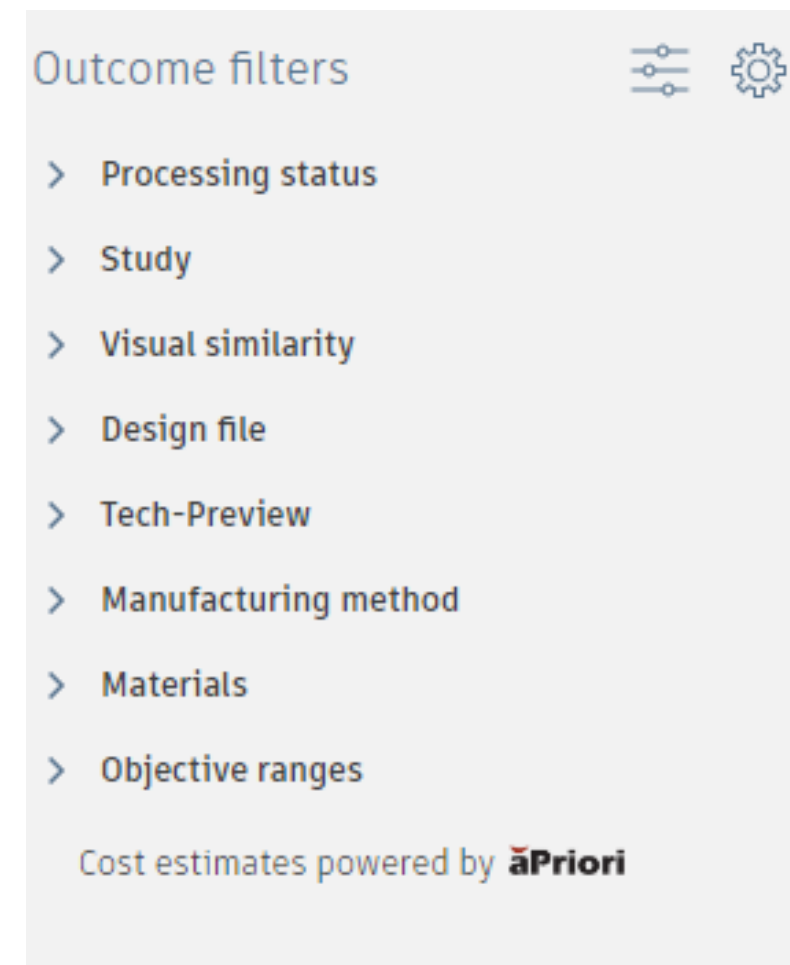 Outcome filters
Processing status
Study
Visual similarity
Design file
Tech-Preview
Manufacturing method
Materials
Objective ranges
Cost estimates powered by aPriori